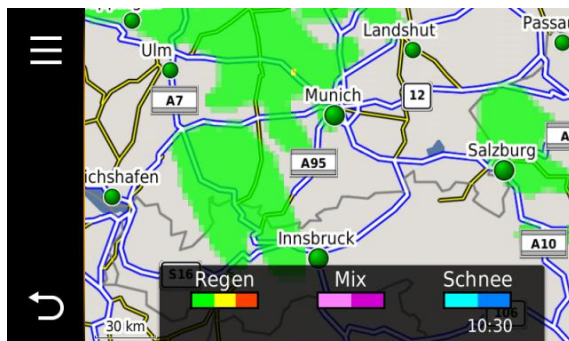 Landshut
Passau
Ulm
A7
Munich
12
A95
Salzburg
ichshafen
A10
Innsbruck
S16
Regen Mix Schnee
10:30
30 km
106